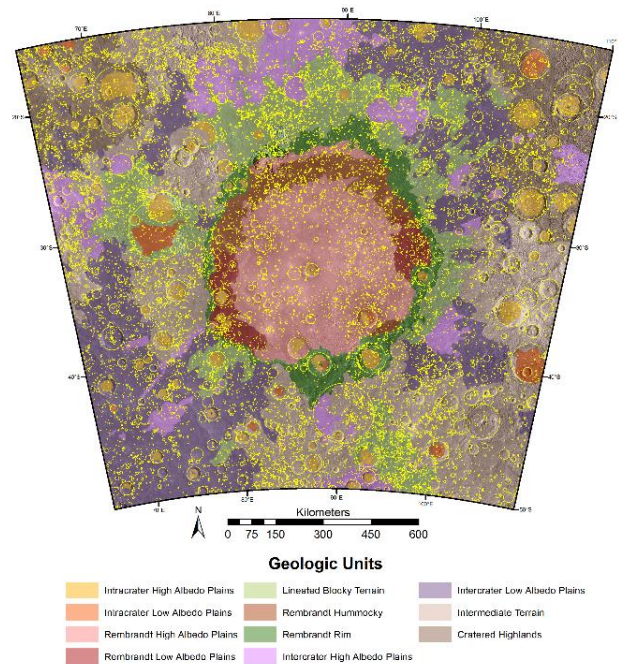 70°E 80°E 90°E 100°E 110°E
20°S 20°S
30°S 30°S
40°S 40°S
80°E 90°E 100°E 50°S
N
Kilometers
0 75 150 300 450 600
Geologic Units
Intracrater High Albedo Plains Lineated Blocky Terrain Intercrater Low Albedo Plains
Intracrater Low Albedo Plains Rembrandt Hummocky Intermediate Terrain
Rembrandt High Albedo Plains Rembrandt Rim Cratered Highlands
Rembrandt Low Albedo Plains Intercrater High Albedo Plains